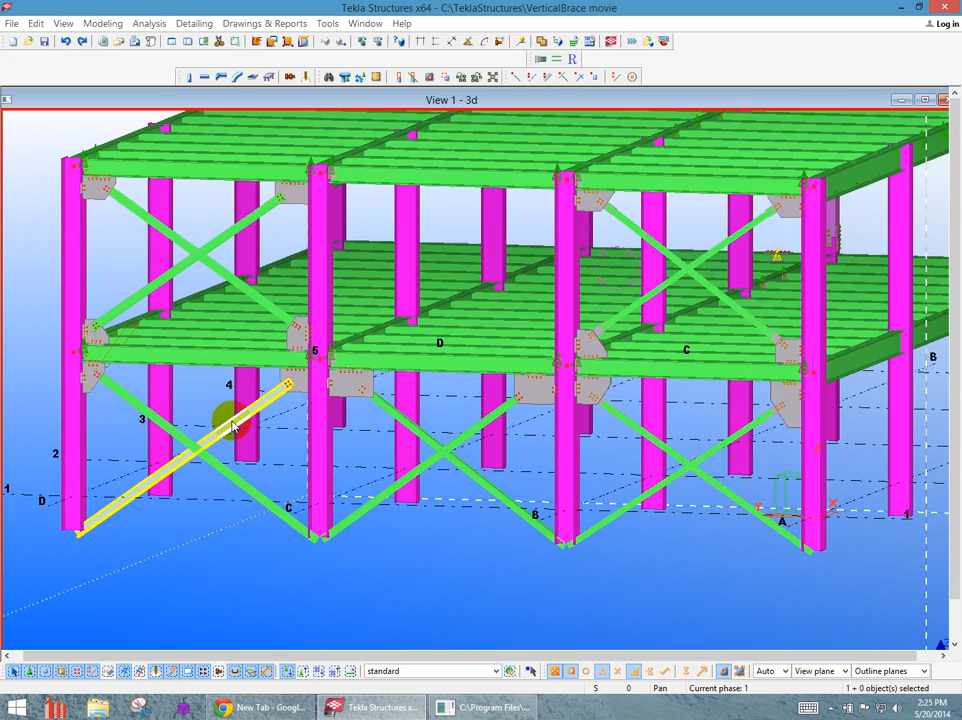 Tekla Structures x64 - C:\TeklaStructures\VerticalBrace movie
File Edit View Modeling Analysis Detailing Drawings & Reports Tools Window Help
Log in
R
View 1 - 3d
5 D C B
4
3
2
1 D C B A 1
Y X
Z
standard Auto View plane Outline planes
S 0 Pan Current phase: 1 1 + 0 object(s) selected
New Tab - Googl... Tekla Structures x... C:\Program Files\...
2:25 PM
5/20/2014